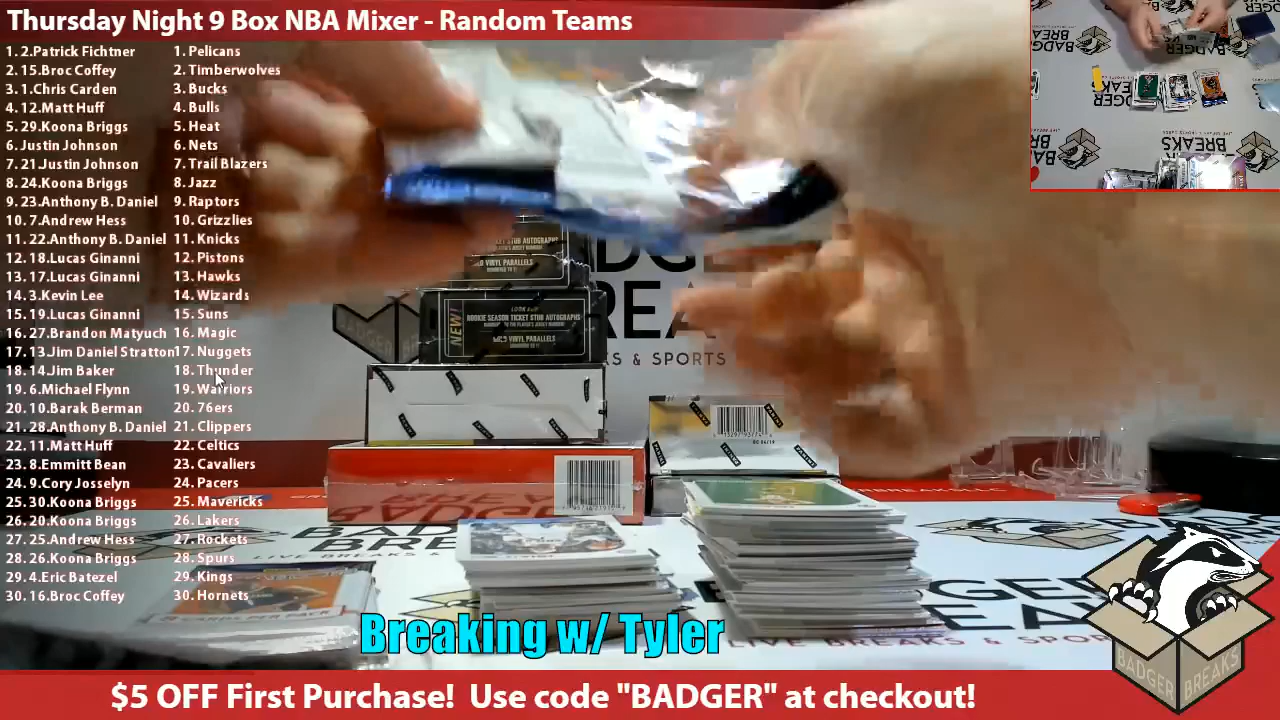 Thursday Night 9 Box NBA Mixer - Random Teams
1. 2.Patrick Fichtner 1. Pelicans
2. 15.Broc Coffey 2. Timberwolves
3. 1.Chris Carden 3. Bucks
4. 12.Matt Huff 4. Bulls
5. 29.Koona Briggs 5. Heat
6. Justin Johnson 6. Nets
7. 21.Justin Johnson 7. Trail Blazers
8. 24.Koona Briggs 8. Jazz
9. 23.Anthony B. Daniel 9. Raptors
10. 7.Andrew Hess 10. Grizzlies
11. 22.Anthony B. Daniel 11. Knicks
12. 18.Lucas Ginanni 12. Pistons
13. 17.Lucas Ginanni 13. Hawks
14. 3.Kevin Lee 14. Wizards
15. 19.Lucas Ginanni 15. Suns
16. 27.Brandon Matyuch 16. Magic
17. 13.Jim Daniel Stratton 17. Nuggets
18. 14.Jim Baker 18. Thunder
19. 6.Michael Flynn 19. Warriors
20. 10.Barak Berman 20. 76ers
21. 28.Anthony B. Daniel 21. Clippers
22. 11.Matt Huff 22. Celtics
23. 8.Emmitt Bean 23. Cavaliers
24. 9.Cory Josselyn 24. Pacers
25. 30.Koona Briggs 25. Mavericks
26. 20.Koona Briggs 26. Lakers
27. 25.Andrew Hess 27. Rockets
28. 26.Koona Briggs 28. Spurs
29. 4.Eric Batezel 29. Kings
30. 16.Broc Coffey 30. Hornets
NEW!
ROOKIE SEASON TICKET STUB AUTOGRAPHS
VINYL PARALLELS
& SPORTS
BREAKS
Breaking w/ Tyler
LIVE BREAKS & SPORTS
BADGER BREAKS
$5 OFF First Purchase! Use code "BADGER" at checkout!